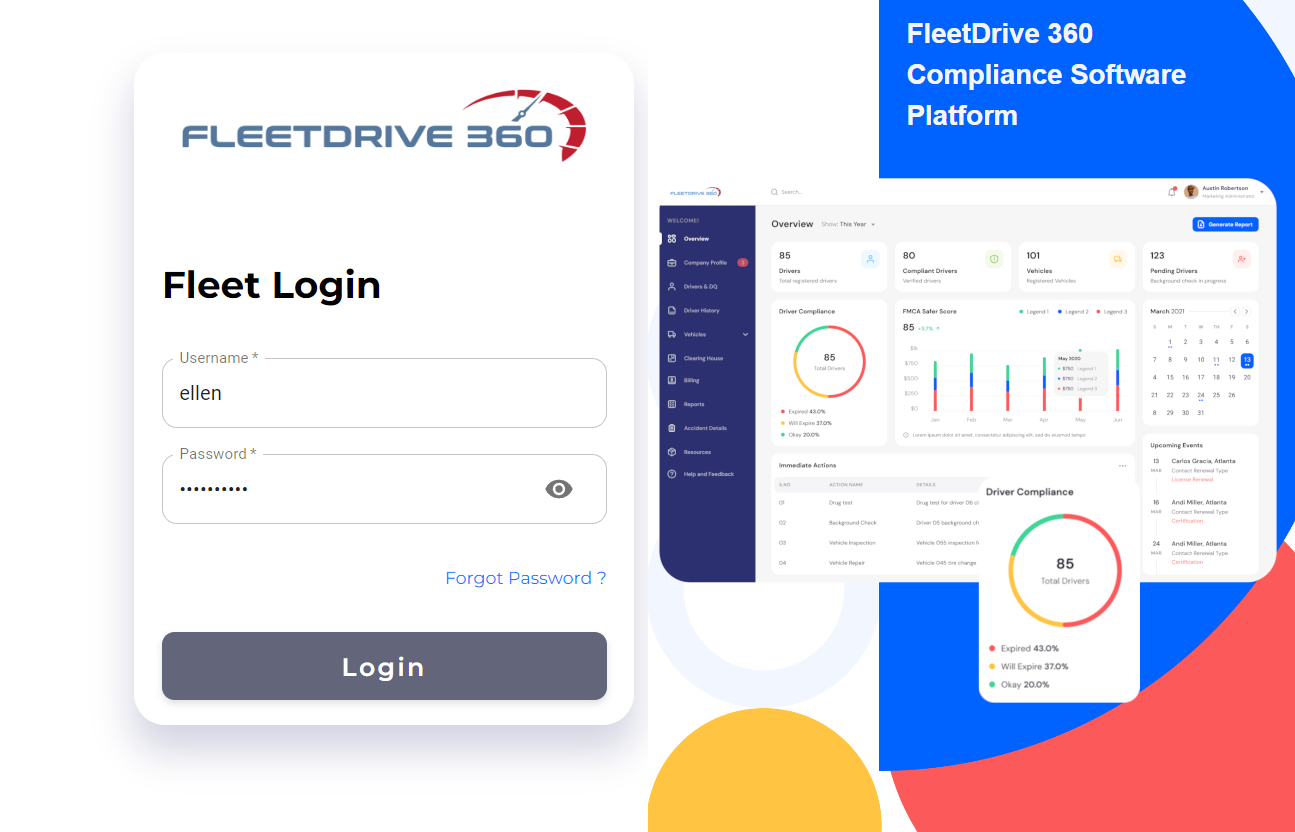 FLEETDRIVE 360
Fleet Login
Username *
ellen
Password *
••••••••••
Forgot Password ?
Login
FleetDrive 360
Compliance Software
Platform
FLEETDRIVE 360
Search...
Austin Robertson
Marketing Administrator
WELCOME!
Overview
Company Profile
Drivers & DQ
Driver History
Vehicles
Clearing House
Billing
Reports
Accident Details
Resources
Help and Feedback
Overview
Show: This Year
Generate Report
85
Drivers
Total registered drivers
80
Compliant Drivers
Verified drivers
101
Vehicles
Registered Vehicles
123
Pending Drivers
Background check in progress
Driver Compliance
85
Total Drivers
Expired 43.0%
Will Expire 37.0%
Okay 20.0%
FMCA Safer Score
Legend 1 Legend 2 Legend 3
85 +3.7%
$1k
$750
$500
$250
$0
May 2020
$750 Legend 1
$750 Legend 2
$750 Legend 3
Jan Feb Mar Apr May Jun
Lorem ipsum dolor sit amet, consectetur adipiscing elit, sed do eiusmod tempor
March 2021
S M T W TH F S
1 2 3 4 5 6
7 8 9 10 11 12 13
14 15 16 17 18 19 20
21 22 23 24 25 26
8 29 30 31
Upcoming Events
13 MAR
Carlos Gracia, Atlanta
Contact Renewal Type
License Renewal
16 MAR
Andi Miller, Atlanta
Contact Renewal Type
Certification
24 MAR
Andi Miller, Atlanta
Contact Renewal Type
Certification
Immediate Actions
S.NO ACTION NAME DETAILS
01 Drug test Drug test for driver 06
02 Background Check Driver 05 background
03 Vehicle Inspection Vehicle 055 inspection
04 Vehicle Repair Vehicle 045 tire change
Driver Compliance
85
Total Drivers
Expired 43.0%
Will Expire 37.0%
Okay 20.0%